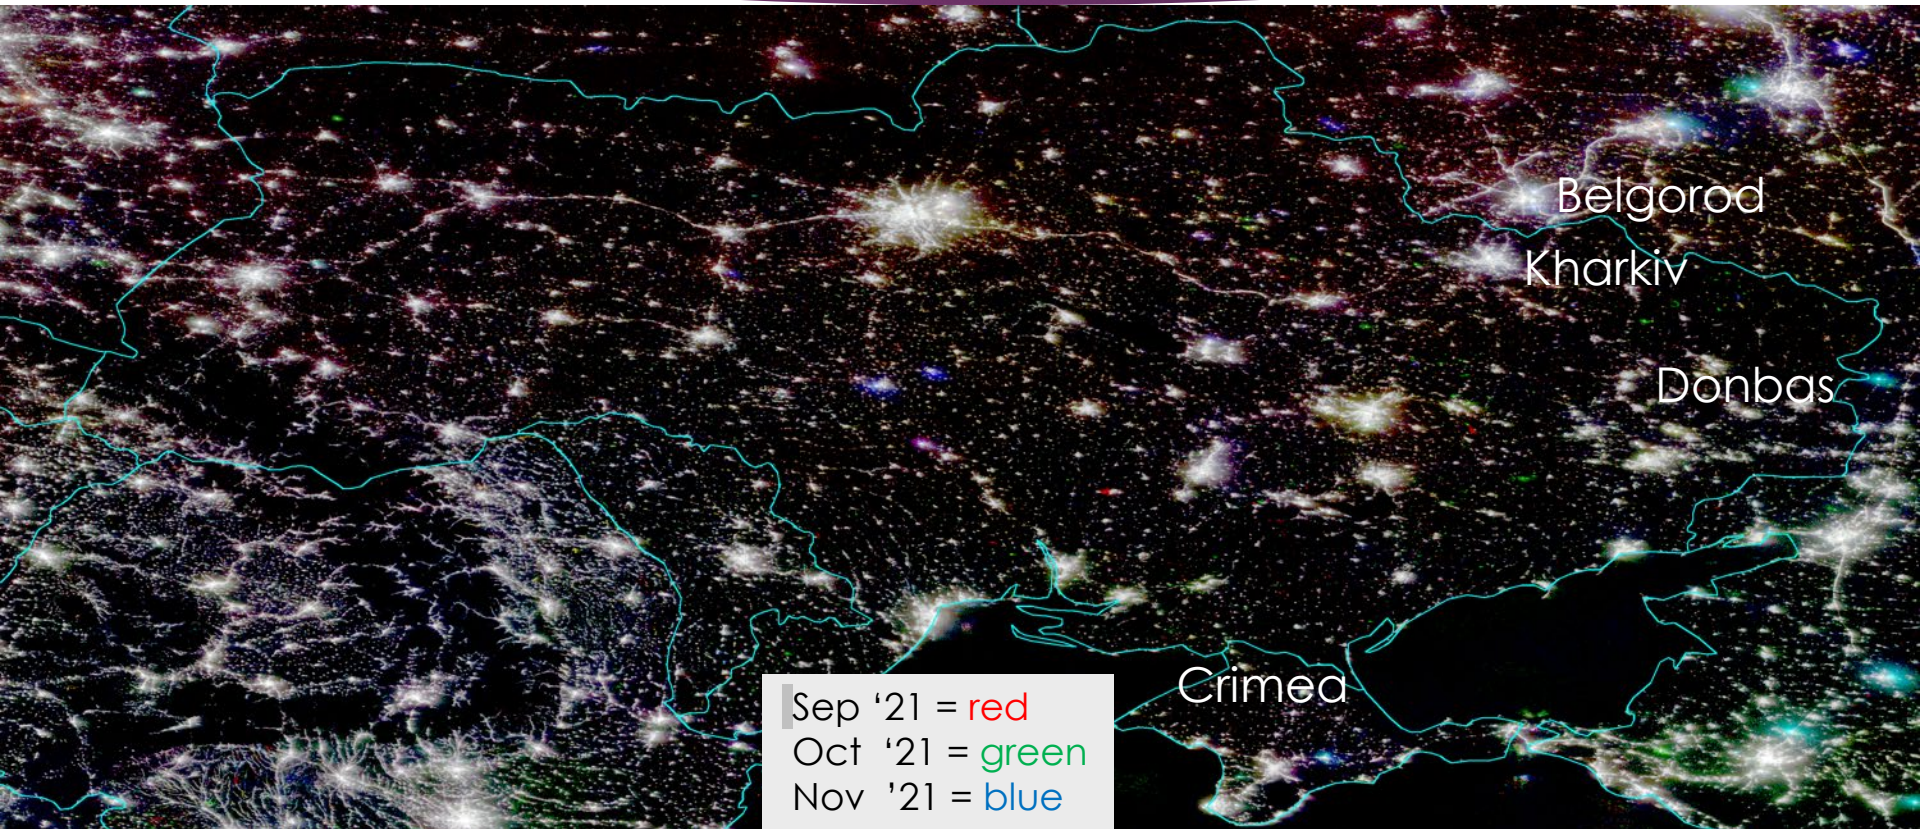 Belgorod
Kharkiv
Donbas
Crimea
Sep ‘21 = red
Oct ‘21 = green
Nov ’21 = blue